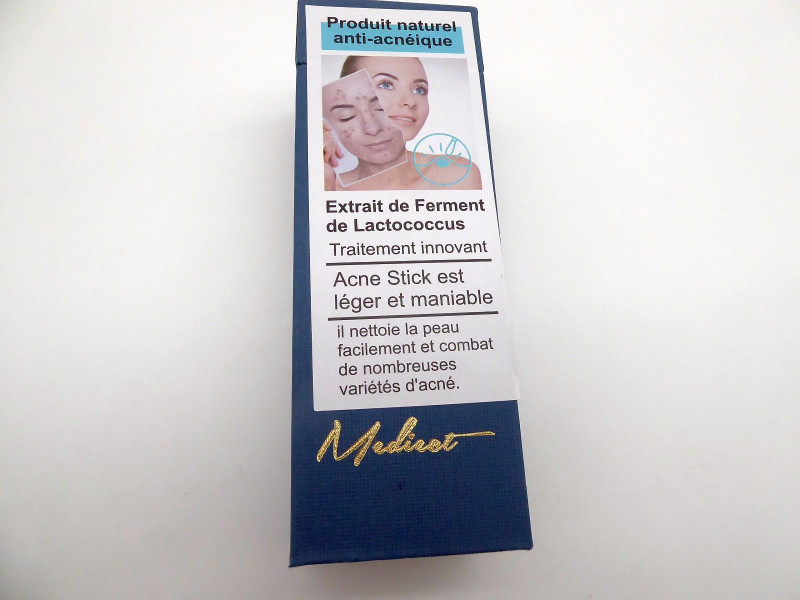 Produit naturel
anti-acnéique
Extrait de Ferment
de Lactococcus
Traitement innovant
Acne Stick est
léger et maniable
il nettoie la peau
facilement et combat
de nombreuses
variétés d'acné.
Medicot